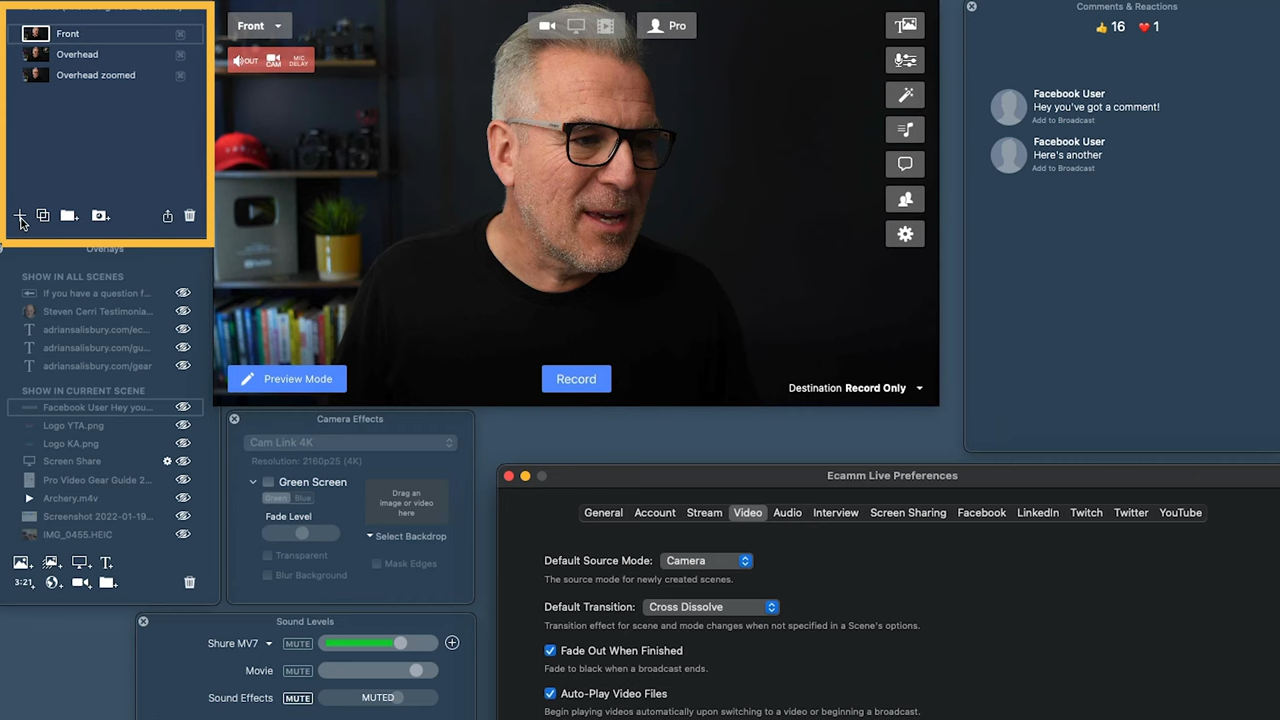 Front
Overhead
Overhead zoomed
Overlays
SHOW IN ALL SCENES
If you have a question f...
Steven Cerri Testimonia...
adriansalisbury.com/ec...
adriansalisbury.com/gu...
adriansalisbury.com/gear
SHOW IN CURRENT SCENE
Facebook User Hey you...
Logo YTA.png
Logo KA.png
Screen Share
Pro Video Gear Guide 2...
Archery.m4v
Screenshot 2022-01-19...
IMG_0465.HEIC
3:21
Front
Pro
OUT
CAM
MIC
DELAY
Preview Mode
Record
Destination Record Only
Comments & Reactions
16
1
Facebook User
Hey you've got a comment!
Add to Broadcast
Facebook User
Here's another
Add to Broadcast
Camera Effects
Cam Link 4K
Resolution: 2160p25 (4K)
Green Screen
Green Blue
Fade Level
Transparent
Blur Background
Drag an
image or video
here
Select Backdrop
Mask Edges
Sound Levels
Shure MV7 MUTE
Movie MUTE
Sound Effects MUTE MUTED
Ecamm Live Preferences
General Account Stream Video Audio Interview Screen Sharing Facebook LinkedIn Twitch Twitter YouTube
Default Source Mode: Camera
The source mode for newly created scenes.
Default Transition: Cross Dissolve
Transition effect for scene and mode changes when not specified in a Scene's options.
Fade Out When Finished
Fade to black when a broadcast ends.
Auto-Play Video Files
Begin playing videos automatically upon switching to a video or beginning a broadcast.